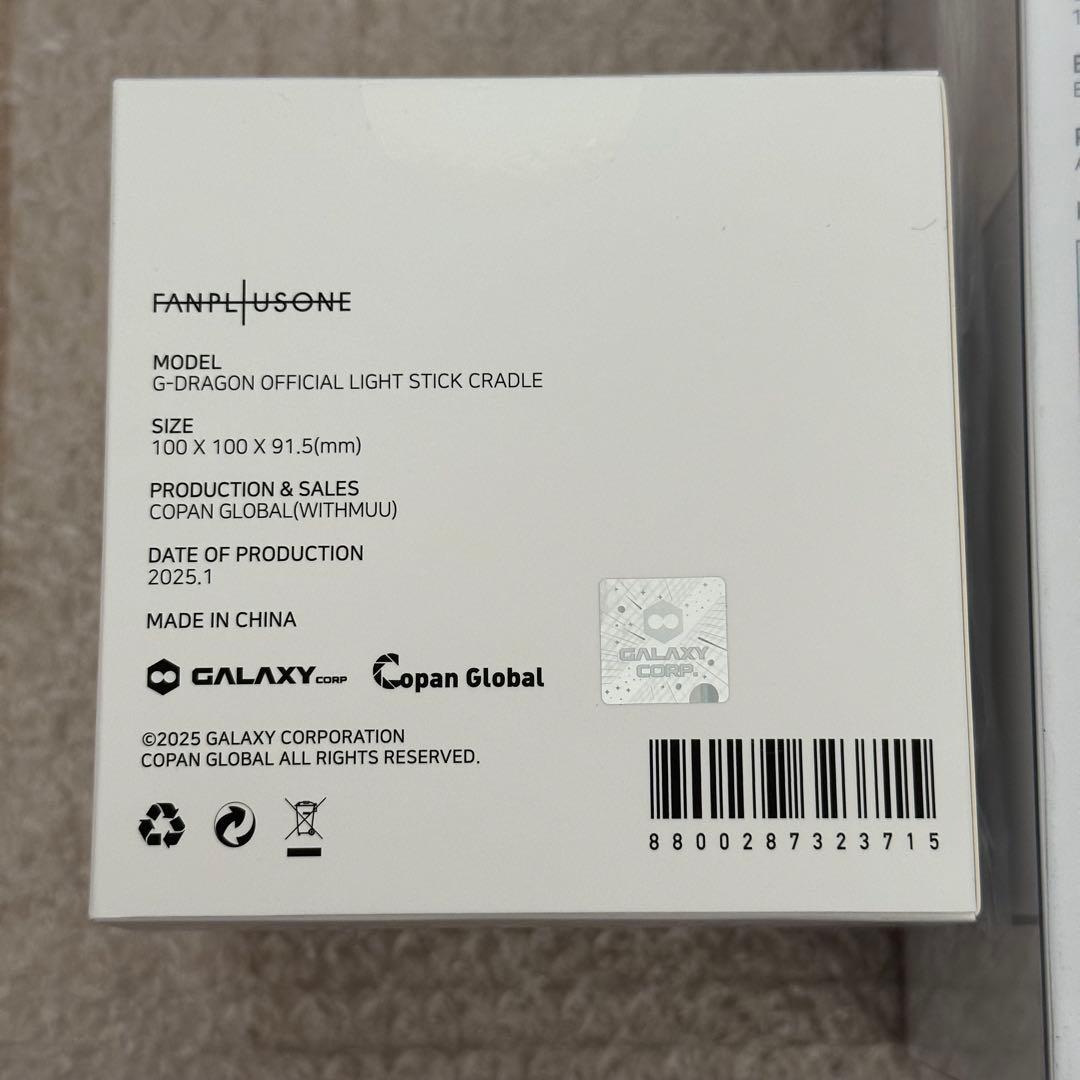 FANPLUSONE
MODEL
G-DRAGON OFFICIAL LIGHT STICK CRADLE
SIZE
100 X 100 X 91.5(mm)
PRODUCTION & SALES
COPAN GLOBAL(WITHMUU)
DATE OF PRODUCTION
2025.1
MADE IN CHINA
GALAXY CORP
Copan Global
GALAXY
CORP.
©2025 GALAXY CORPORATION
COPAN GLOBAL ALL RIGHTS RESERVED.
8800287323715